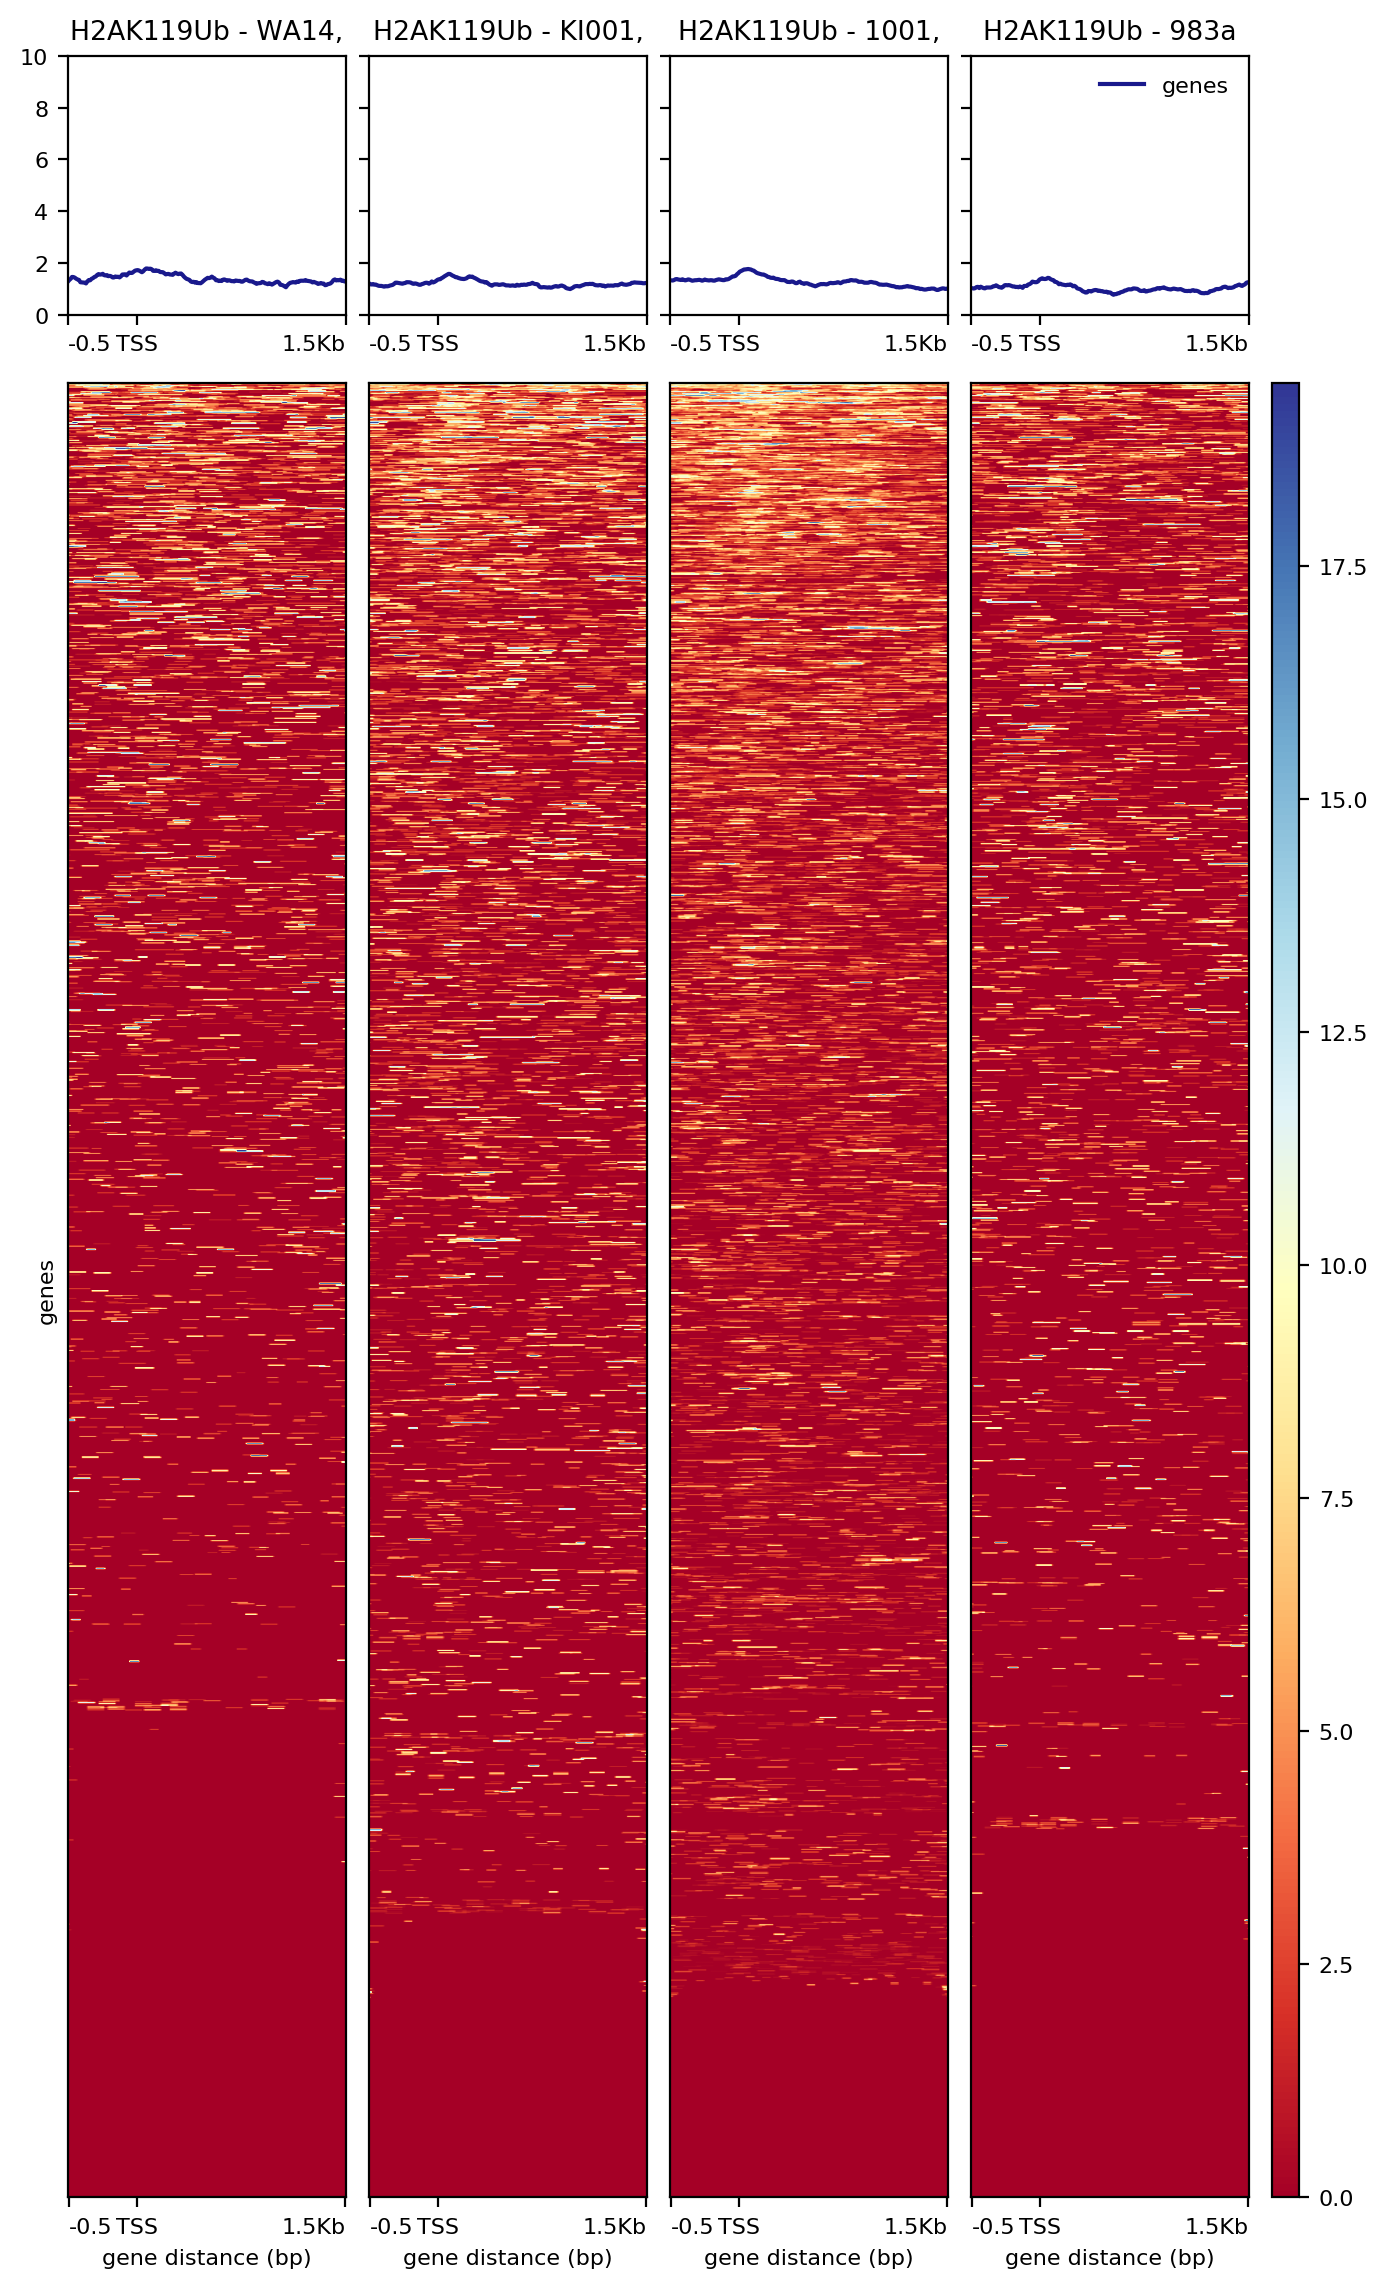 H2AK119Ub - WA14, H2AK119Ub - KI001, H2AK119Ub - 1001, H2AK119Ub - 983a
10
8
6
4
2
0
genes
-0.5 TSS 1.5Kb -0.5 TSS 1.5Kb -0.5 TSS 1.5Kb -0.5 TSS 1.5Kb
genes
17.5
15.0
12.5
10.0
7.5
5.0
2.5
0.0
-0.5 TSS 1.5Kb -0.5 TSS 1.5Kb -0.5 TSS 1.5Kb -0.5 TSS 1.5Kb
gene distance (bp) gene distance (bp) gene distance (bp) gene distance (bp)